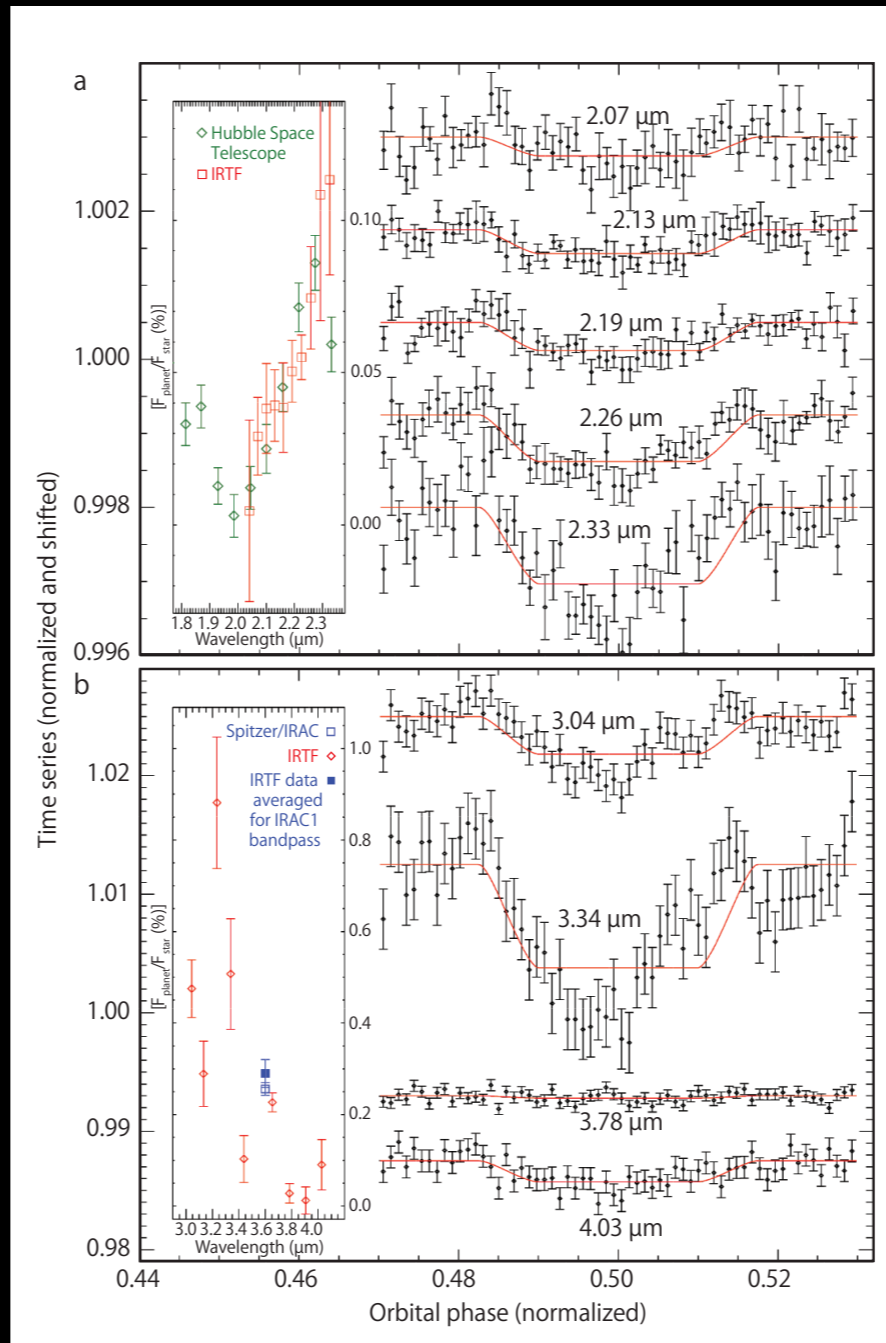 a
Hubble Space
Telescope
IRTF
[F_planet/F_star (%)]
0.10
0.05
0.00
1.8 1.9 2.0 2.1 2.2 2.3
Wavelength (μm)
2.07 μm
2.13 μm
2.19 μm
2.26 μm
2.33 μm
1.002
1.000
0.998
0.996
Time series (normalized and shifted)
b
Spitzer/IRAC
IRTF
IRTF data
averaged
for IRAC1
bandpass
[F_planet/F_star (%)]
1.0
0.8
0.6
0.4
0.2
0.0
3.0 3.2 3.4 3.6 3.8 4.0
Wavelength (μm)
3.04 μm
3.34 μm
3.78 μm
4.03 μm
1.02
1.01
1.00
0.99
0.98
0.44 0.46 0.48 0.50 0.52
Orbital phase (normalized)